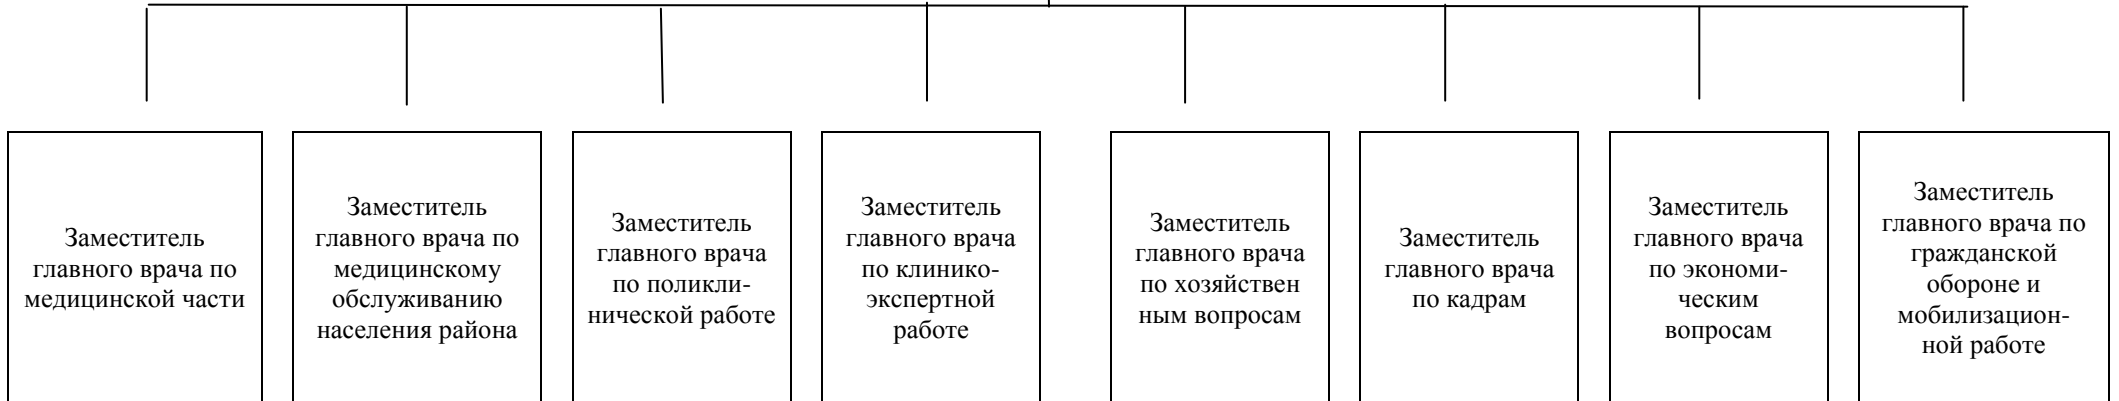 Заместитель
главного врача по
медицинской части
Заместитель
главного врача по
медицинскому
обслуживанию
населения района
Заместитель
главного врача
по поликли-
нической работе
Заместитель
главного врача
по клинико-
экспертной
работе
Заместитель
главного врача
по хозяйствен
ным вопросам
Заместитель
главного врача
по кадрам
Заместитель
главного врача
по экономи-
ческим
вопросам
Заместитель
главного врача по
гражданской
обороне и
мобилизацион-
ной работе